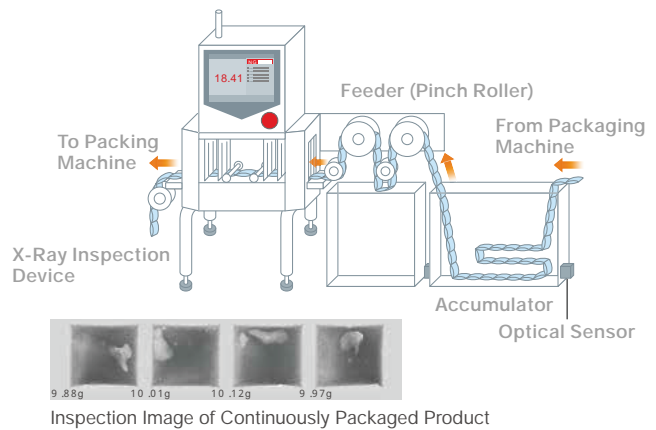 NG
18.41
Feeder (Pinch Roller)
From Packaging
Machine
To Packing
Machine
X-Ray Inspection
Device
Accumulator
Optical Sensor
9 .88g 10 .01g 10 .12g 9 .97g
Inspection Image of Continuously Packaged Product